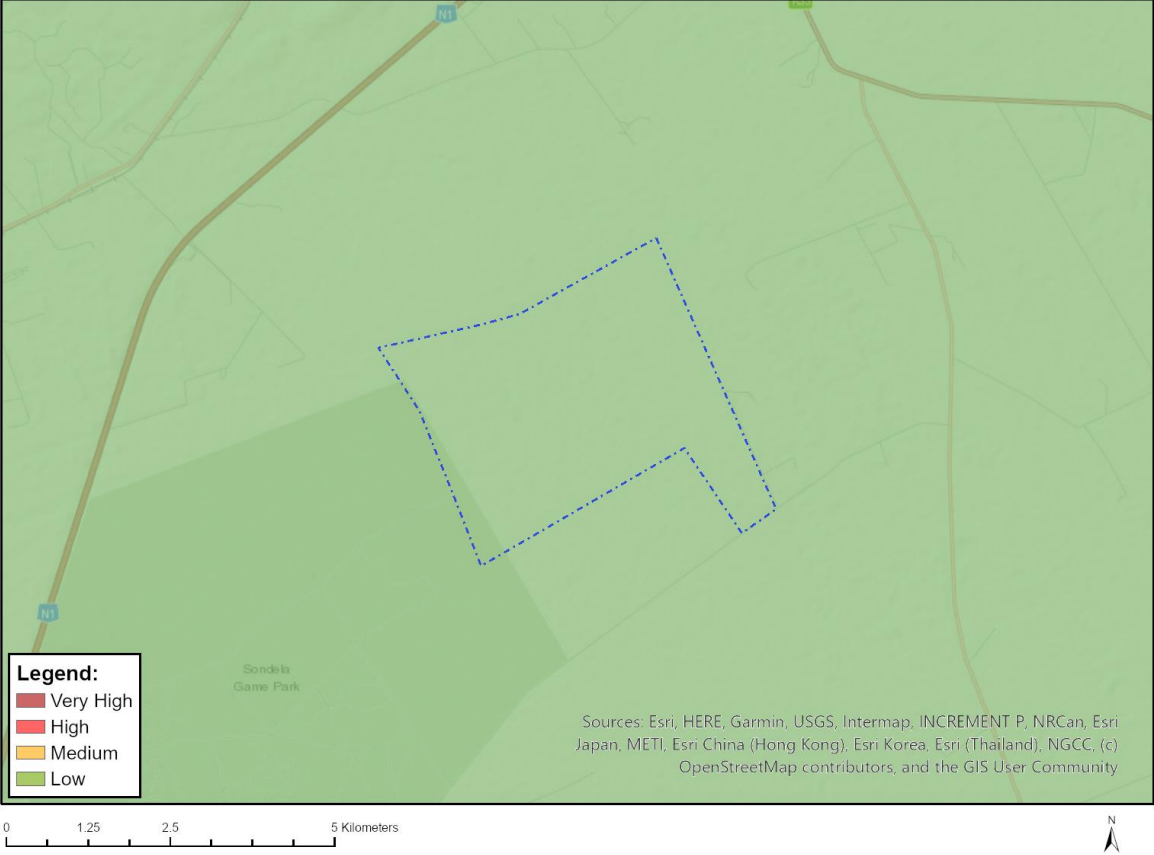 N1
N1
Sondela
Game Park
Legend:
Very High
High
Medium
Low
Sources: Esri, HERE, Garmin, USGS, Intermap, INCREMENT P, NRCan, Esri
Japan, METI, Esri China (Hong Kong), Esri Korea, Esri (Thailand), NGCC, (c)
OpenStreetMap contributors, and the GIS User Community
0 1.25 2.5 5 Kilometers
N